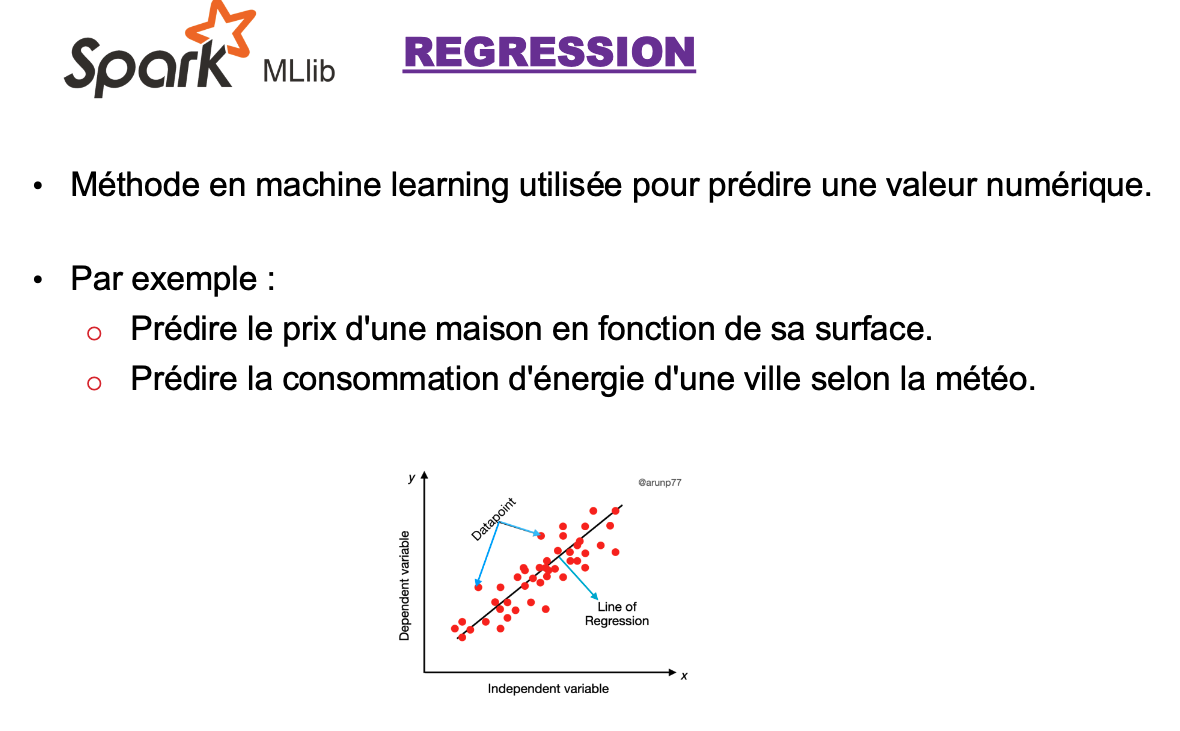 Spark MLlib
REGRESSION
• Méthode en machine learning utilisée pour prédire une valeur numérique.
• Par exemple :
o Prédire le prix d'une maison en fonction de sa surface.
o Prédire la consommation d'énergie d'une ville selon la météo.
y
@arunp77
Datapoint
Dependent variable
Line of
Regression
x
Independent variable